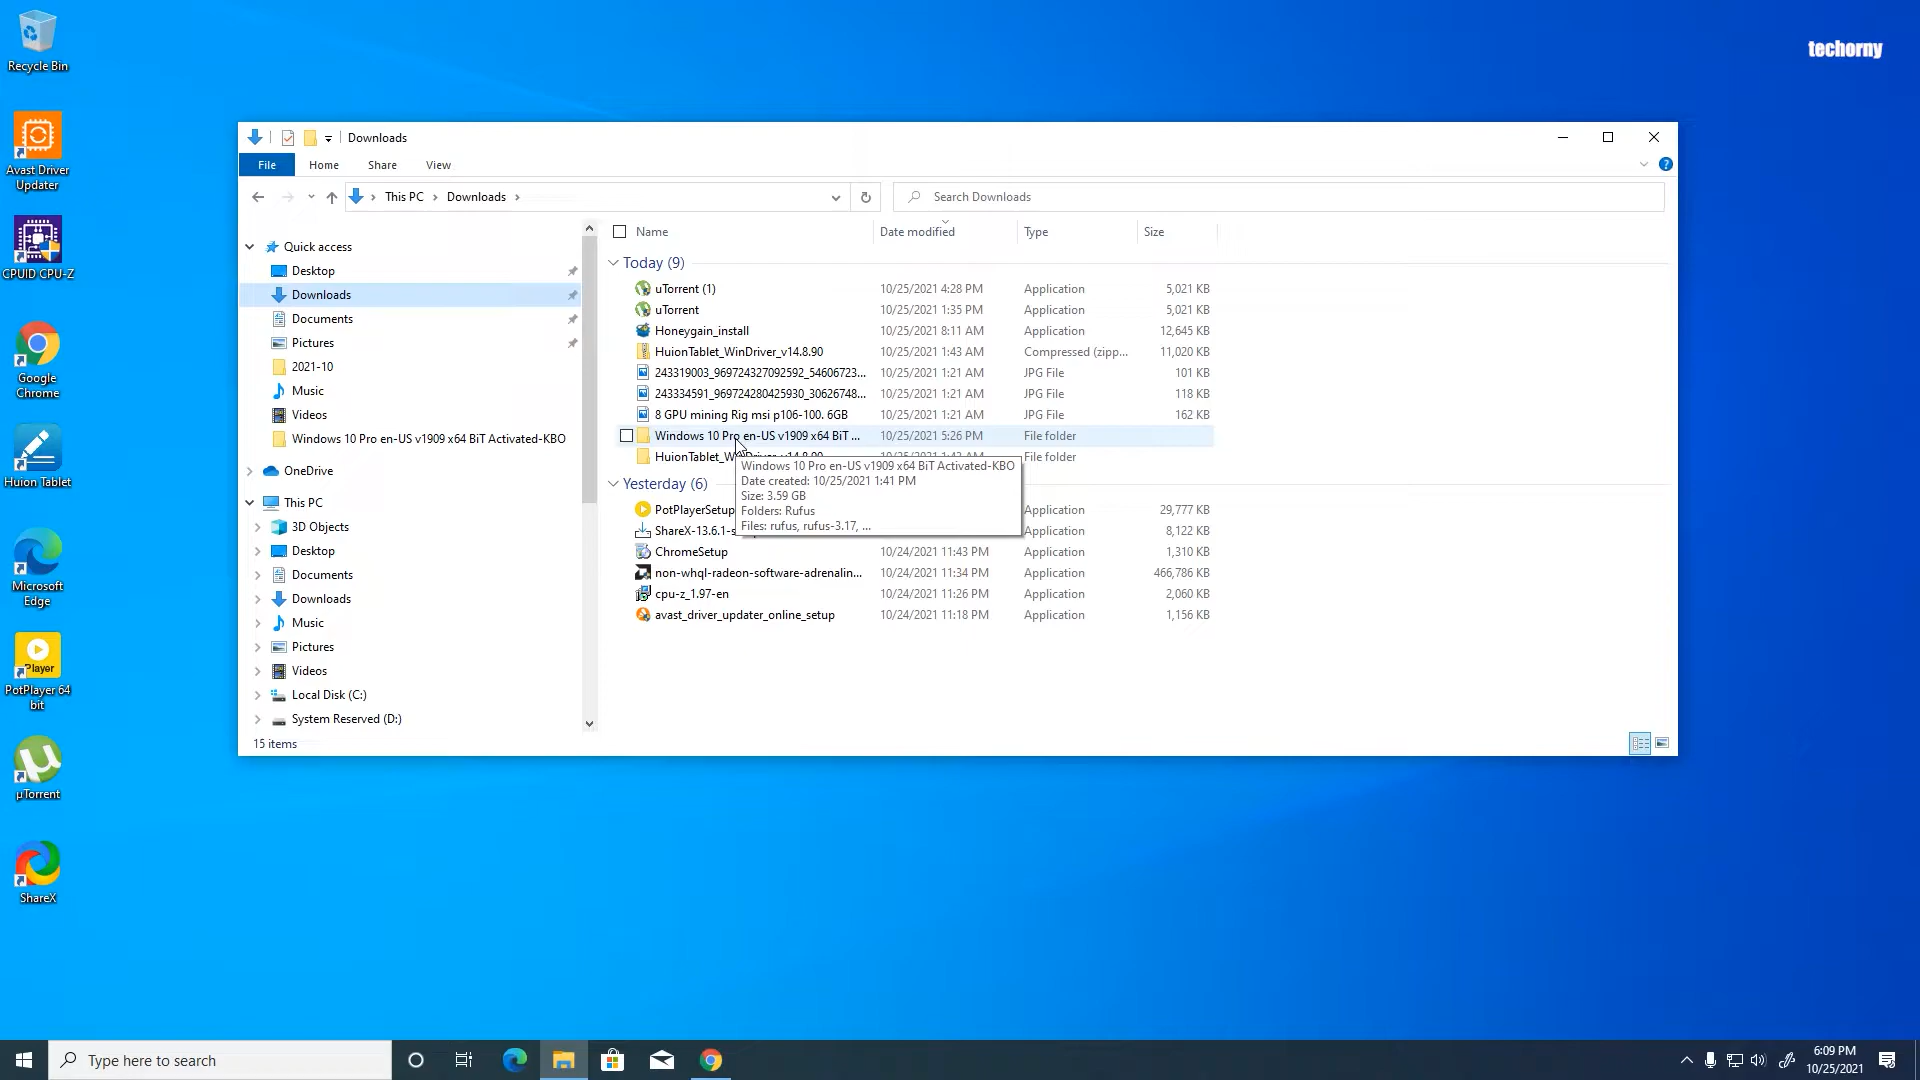 Recycle Bin
Avast Driver
Updater
CPUID CPU-Z
Google
Chrome
Huion Tablet
Microsoft
Edge
Player
PotPlayer 64
bit
µTorrent
ShareX
techorny
Downloads
File Home Share View
This PC Downloads
Search Downloads
Quick access
Desktop
Downloads
Documents
Pictures
2021-10
Music
Videos
Windows 10 Pro en-US v1909 x64 BiT Activated-KBO
OneDrive
This PC
3D Objects
Desktop
Documents
Downloads
Music
Pictures
Videos
Local Disk (C:)
System Reserved (D:)
15 items
Name Date modified Type Size
Today (9)
uTorrent (1) 10/25/2021 4:28 PM Application 5,021 KB
uTorrent 10/25/2021 1:35 PM Application 5,021 KB
Honeygain_install 10/25/2021 8:11 AM Application 12,645 KB
HuionTablet_WinDriver_v14.8.90 10/25/2021 1:43 AM Compressed (zipp... 11,020 KB
243319003_969724327092592_54606723... 10/25/2021 1:21 AM JPG File 101 KB
243334591_969724280425930_30626748... 10/25/2021 1:21 AM JPG File 118 KB
8 GPU mining Rig msi p106-100. 6GB 10/25/2021 1:21 AM JPG File 162 KB
Windows 10 Pro en-US v1909 x64 BiT ... 10/25/2021 5:26 PM File folder
HuionTablet_WinDriver_v14.8.90 10/25/2021 1:43 AM File folder
Windows 10 Pro en-US v1909 x64 BiT Activated-KBO
Date created: 10/25/2021 1:41 PM
Size: 3.59 GB
Folders: Rufus
Files: rufus, rufus-3.17, ...
Yesterday (6)
PotPlayerSetup Application 29,777 KB
ShareX-13.6.1-s Application 8,122 KB
ChromeSetup 10/24/2021 11:43 PM Application 1,310 KB
non-whql-radeon-software-adrenalin... 10/24/2021 11:34 PM Application 466,786 KB
cpu-z_1.97-en 10/24/2021 11:26 PM Application 2,060 KB
avast_driver_updater_online_setup 10/24/2021 11:18 PM Application 1,156 KB
Type here to search
6:09 PM
10/25/2021